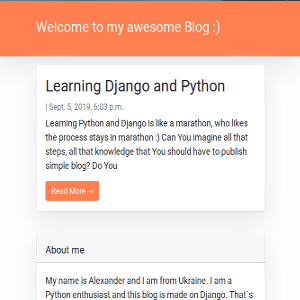 Welcome to my awesome Blog :)
Learning Django and Python
| Sept. 5, 2019, 6:03 p.m.
Learning Python and Django is like a marathon, who likes
the process stays in marathon :) Can You imagine all that
steps, all that knowledge that You should have to publish
simple blog? Do You
Read More →
About me
My name is Alexander and I am from Ukraine. I am a
Python enthusiast and this blog is made on Django. That`s